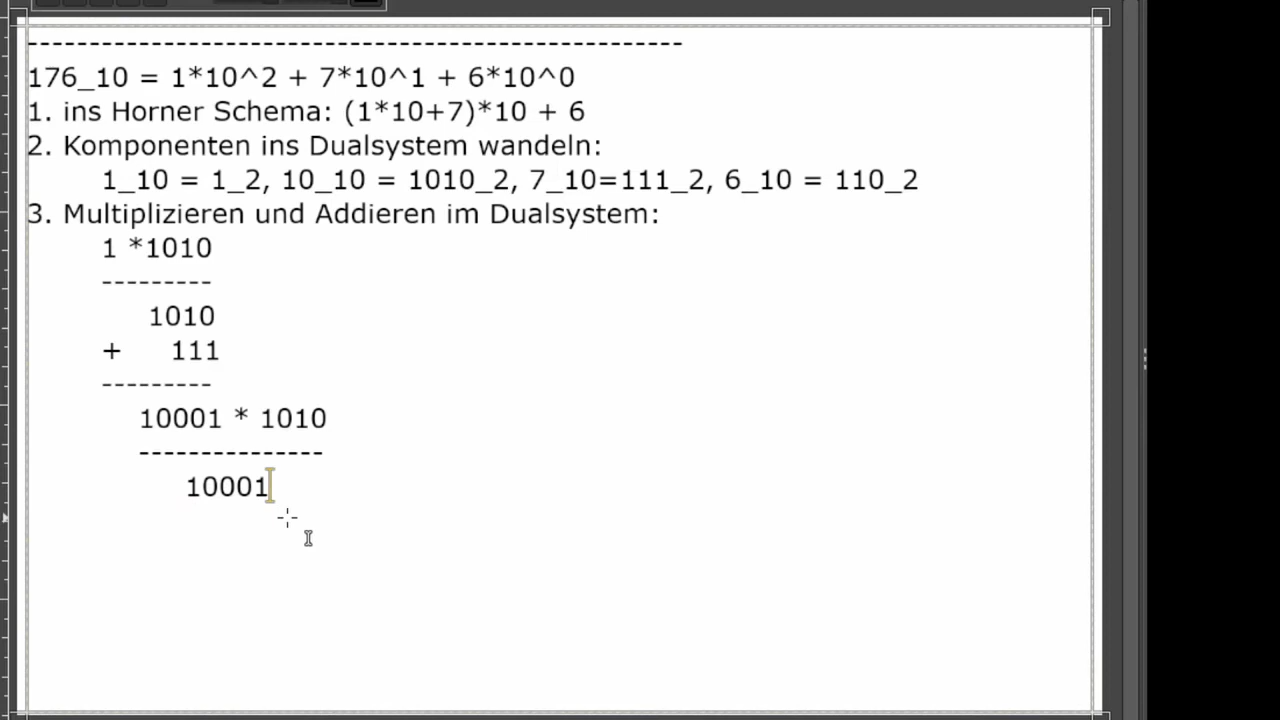 -----------------------------------------------------
176_10 = 1*10^2 + 7*10^1 + 6*10^0
1. ins Horner Schema: (1*10+7)*10 + 6
2. Komponenten ins Dualsystem wandeln:
1_10 = 1_2, 10_10 = 1010_2, 7_10=111_2, 6_10 = 110_2
3. Multiplizieren und Addieren im Dualsystem:
1 *1010
---------
1010
+ 111
---------
10001 * 1010
---------------
10001